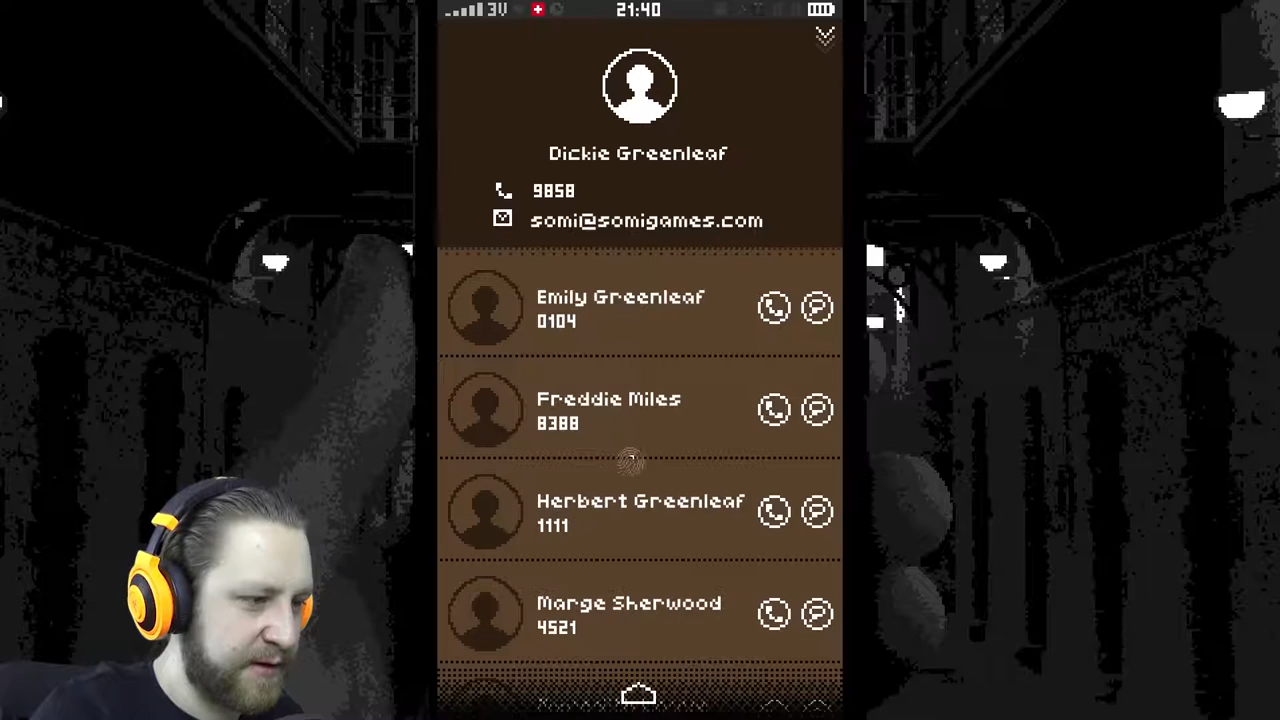 3V
21:40
Dickie Greenleaf
9858
somi@somigames.com
Emily Greenleaf
0104
Freddie Miles
8388
Herbert Greenleaf
1111
Marge Sherwood
4521